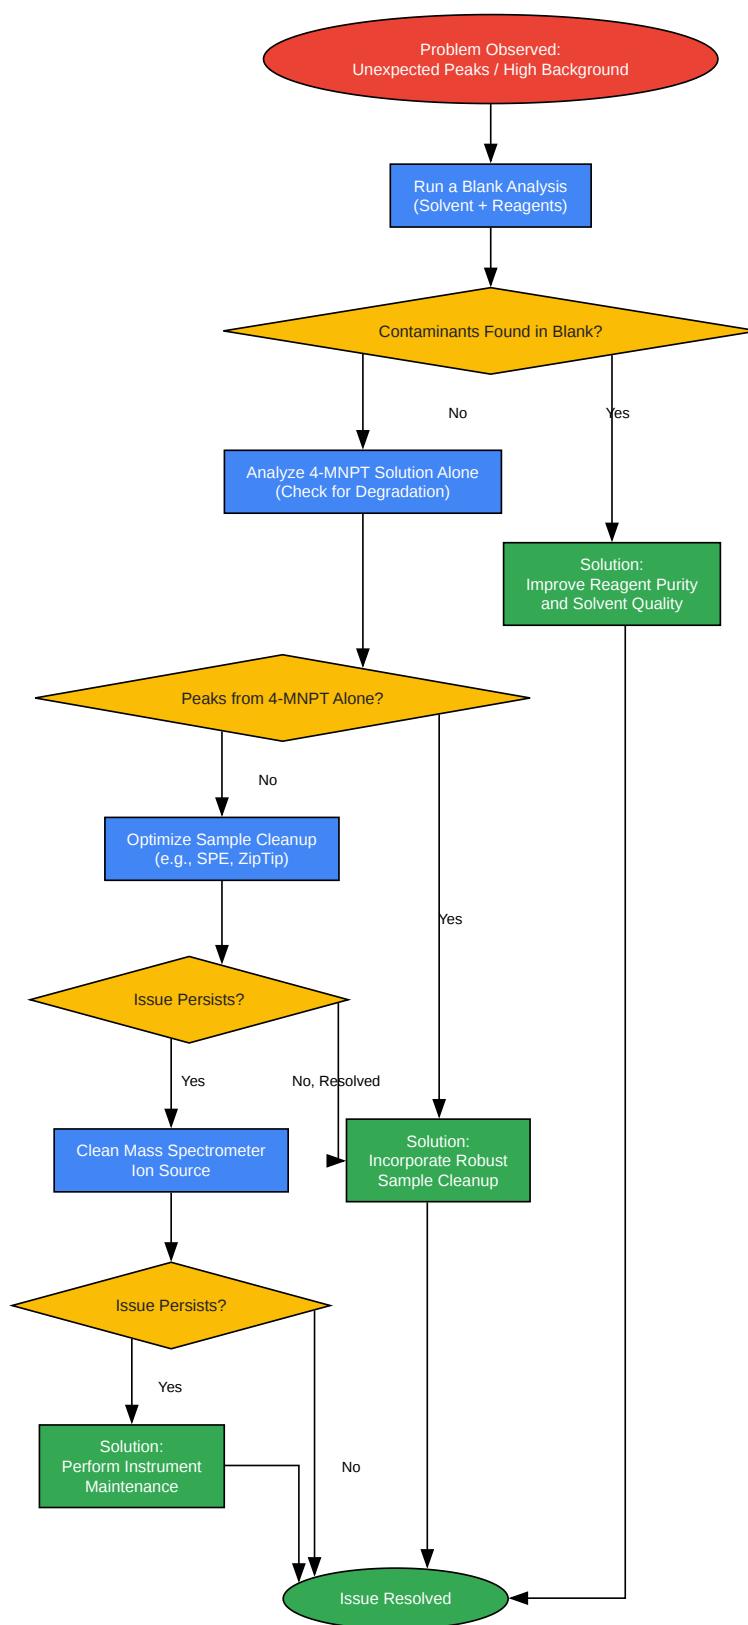 Problem Observed:
Unexpected Peaks / High Background
Run a Blank Analysis
(Solvent + Reagents)
Contaminants Found in Blank?
No
Yes
Analyze 4-MNPT Solution Alone
(Check for Degradation)
Solution:
Improve Reagent Purity
and Solvent Quality
Peaks from 4-MNPT Alone?
No
Optimize Sample Cleanup
(e.g., SPE, ZipTip)
Yes
Issue Persists?
Yes
No, Resolved
Clean Mass Spectrometer
Ion Source
Solution:
Incorporate Robust
Sample Cleanup
Issue Persists?
Yes
Solution:
Perform Instrument
Maintenance
No
Issue Resolved